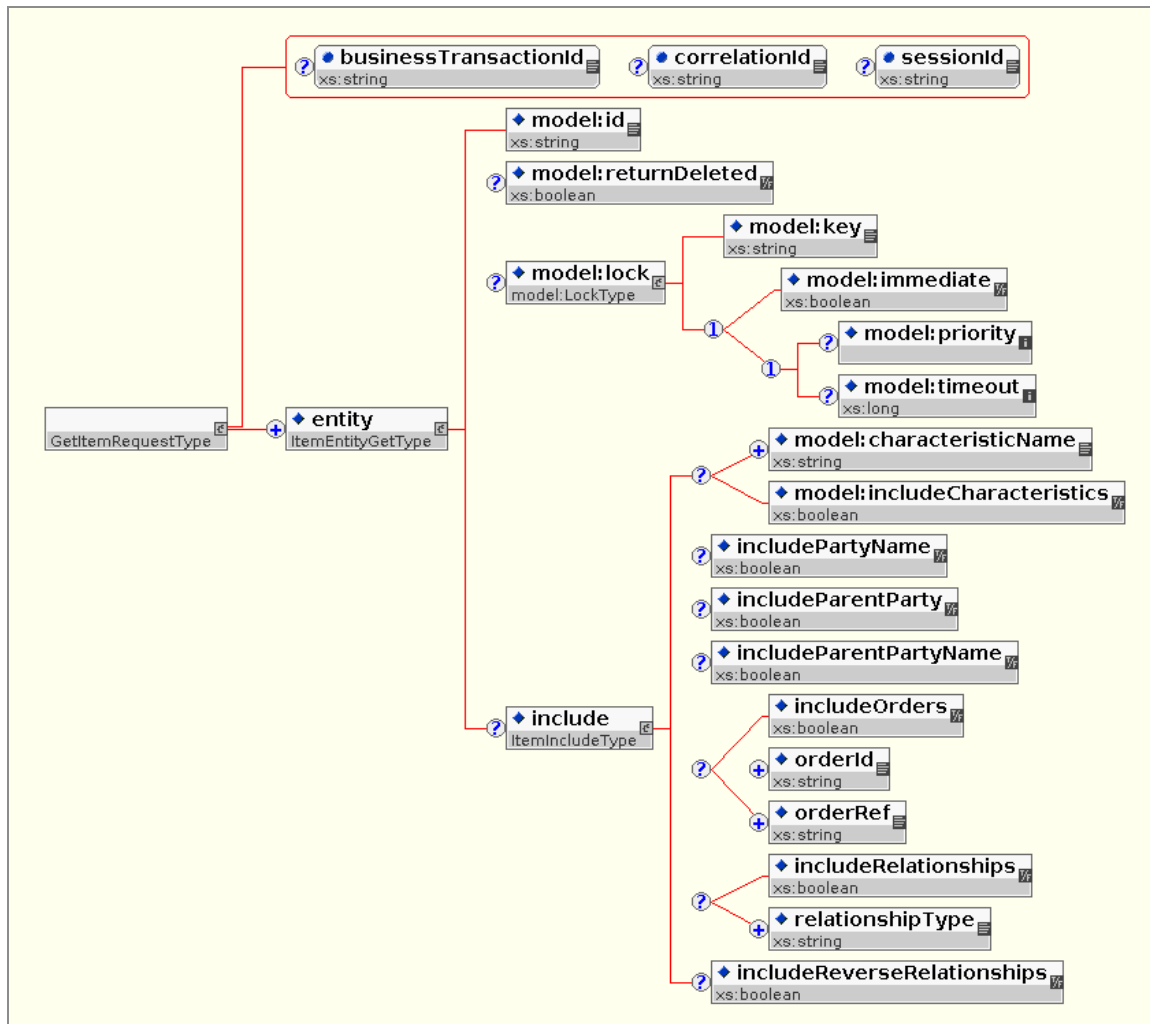 businessTransactionId
xs:string
correlationId
xs:string
sessionId
xs:string
model:id
xs:string
model:returnDeleted
xs:boolean
model:key
xs:string
model:lock
model:LockType
model:immediate
xs:boolean
model:priority
model:timeout
xs:long
GetItemRequestType
entity
ItemEntityGetType
model:characteristicName
xs:string
model:includeCharacteristics
xs:boolean
includePartyName
xs:boolean
includeParentParty
xs:boolean
includeParentPartyName
xs:boolean
include
ItemIncludeType
includeOrders
xs:boolean
orderId
xs:string
orderRef
xs:string
includeRelationships
xs:boolean
relationshipType
xs:string
includeReverseRelationships
xs:boolean